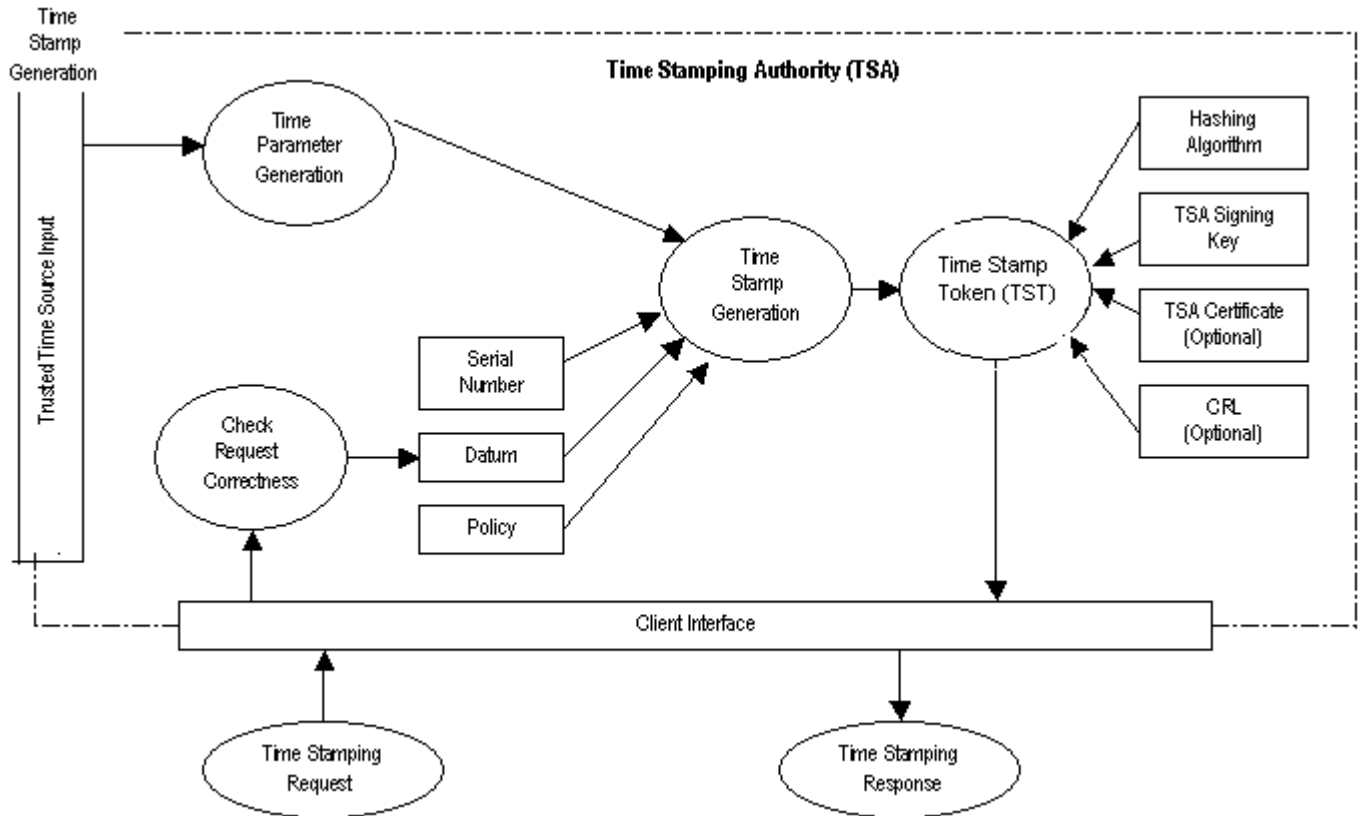 Time
Stamp
Generation
Time Stamping Authority (TSA)
Trusted Time Source Input
Time
Parameter
Generation
Hashing
Algorithm
TSA Signing
Key
Time
Stamp
Generation
Time Stamp
Token (TST)
TSA Certificate
(Optional)
Serial
Number
CRL
(Optional)
Check
Request
Correctness
Datum
Policy
Client Interface
Time Stamping
Request
Time Stamping
Response